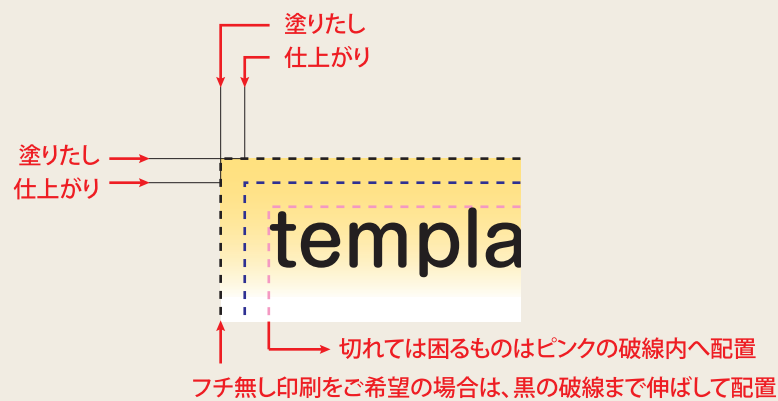 塗りたし
仕上がり
塗りたし
仕上がり
templa
切れては困るものはピンクの破線内へ配置
フチ無し印刷をご希望の場合は、黒の破線まで伸ばして配置